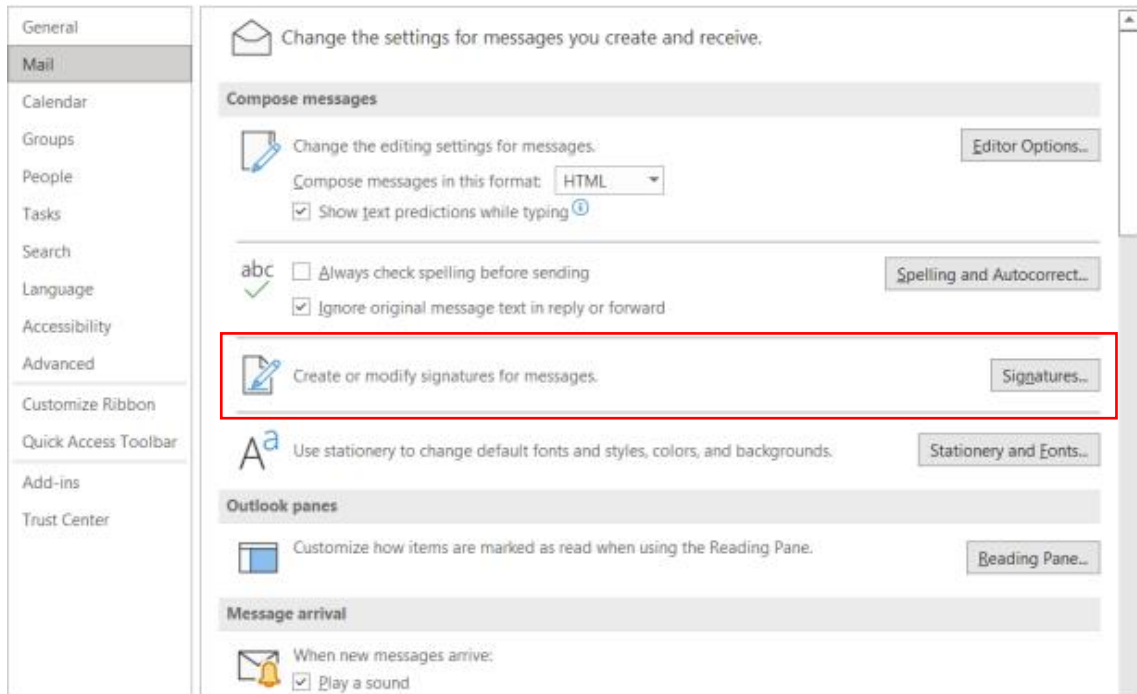 General
Mail
Calendar
Groups
People
Tasks
Search
Language
Accessibility
Advanced
Customize Ribbon
Quick Access Toolbar
Add-ins
Trust Center
Change the settings for messages you create and receive.
Compose messages
Change the editing settings for messages.
Editor Options...
Compose messages in this format: HTML
Show text predictions while typing
abc
Always check spelling before sending
Spelling and Autocorrect...
Ignore original message text in reply or forward
Create or modify signatures for messages.
Signatures...
Aa
Use stationery to change default fonts and styles, colors, and backgrounds.
Stationery and Fonts...
Outlook panes
Customize how items are marked as read when using the Reading Pane.
Reading Pane...
Message arrival
When new messages arrive:
Play a sound